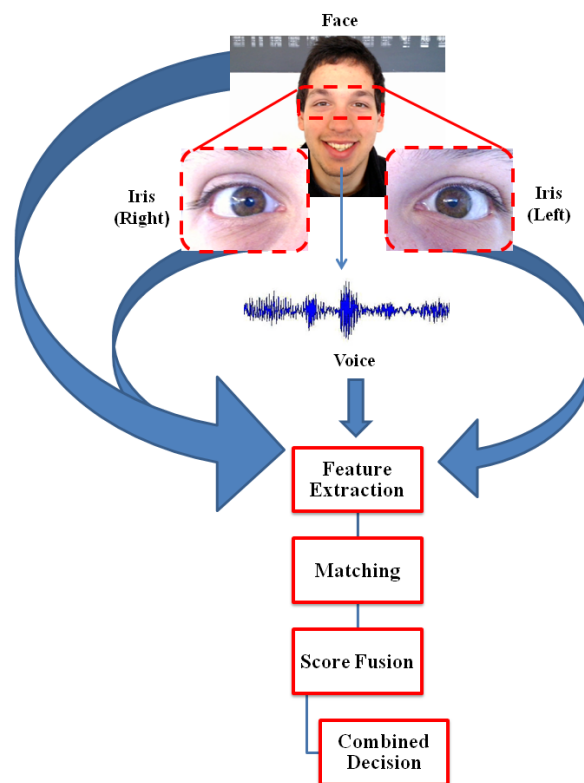 Face
Iris
(Right)
Iris
(Left)
Voice
Feature
Extraction
Matching
Score Fusion
Combined
Decision